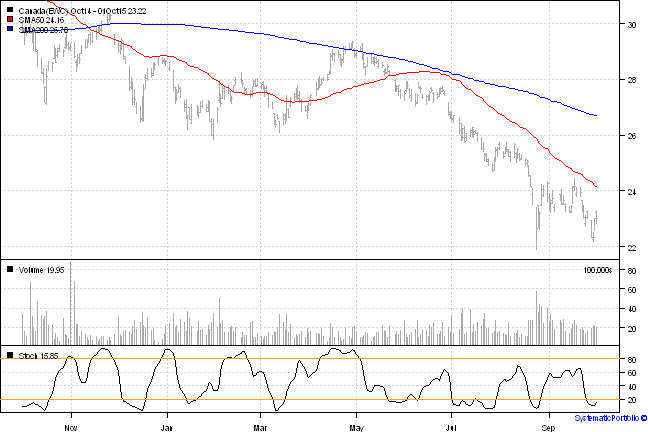 Canada(EWC) Oct14 - 01Oct15 23.22
SMA50 24.16
SMA200 26.70
30
28
26
24
22
Volume 19.95
100,000s
80
60
40
20
Stoch 15.85
80
60
40
20
Nov Jan Mar May Jul Sep
SystematicPortfolio ©